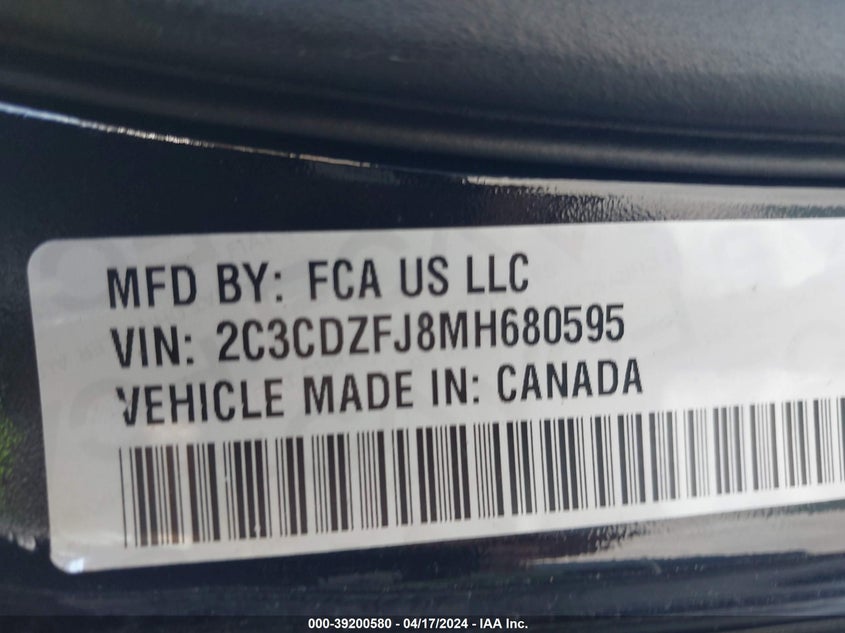 MFD BY: FCA US LLC
VIN: 2C3CDZFJ8MH680595
VEHICLE MADE IN: CANADA
000-39200580 - 04/17/2024 - IAA Inc.